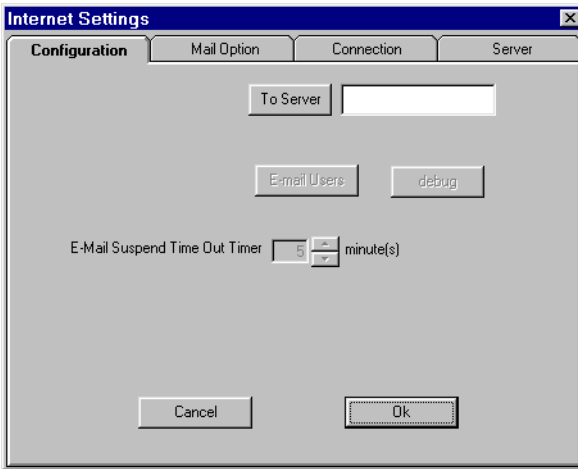 Internet Settings
Configuration Mail Option Connection Server
To Server
E-mail Users debug
E-Mail Suspend Time Out Timer 5 minute(s)
Cancel Ok